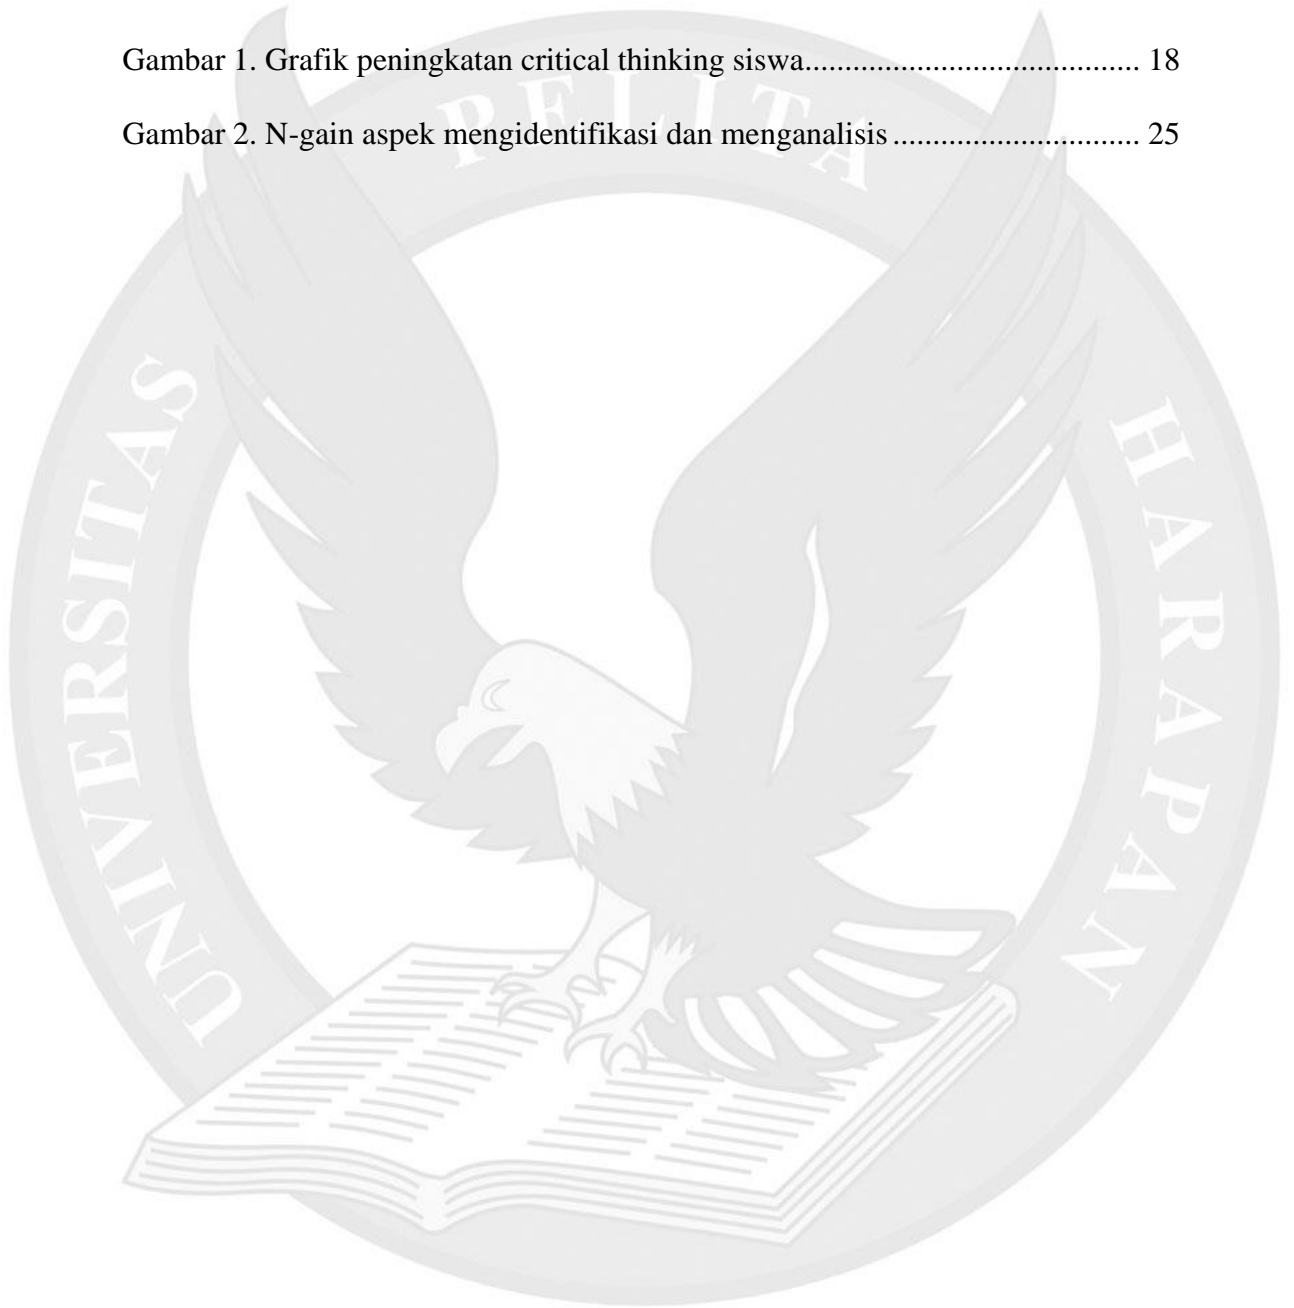 Gambar 1. Grafik peningkatan critical thinking siswa.......................................... 18
Gambar 2. N-gain aspek mengidentifikasi dan menganalisis ............................... 25
UNIVERSITAS PELITA HARAPAN